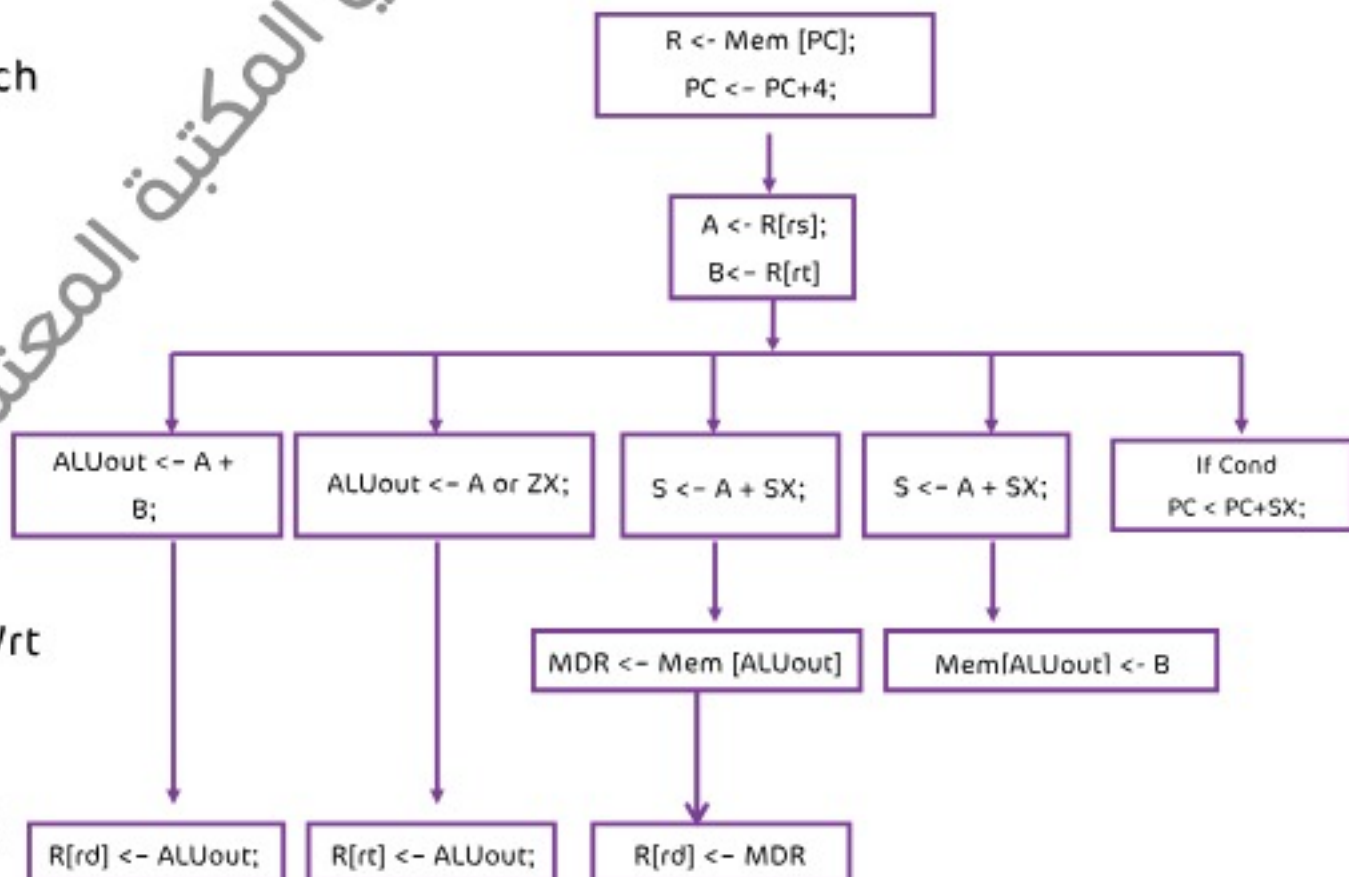 R <- Mem [PC];
PC <- PC+4;
ch
المكتبة
A <- R[rs];
B<- R[rt]
ALUout <- A +
B;
ALUout <- A or ZX;
S <- A + SX;
S <- A + SX;
If Cond
PC < PC+SX;
/rt
MDR <- Mem [ALUout]
Mem[ALUout] <- B
R[rd] <- ALUout;
R[rt] <- ALUout;
R[rd] <- MDR